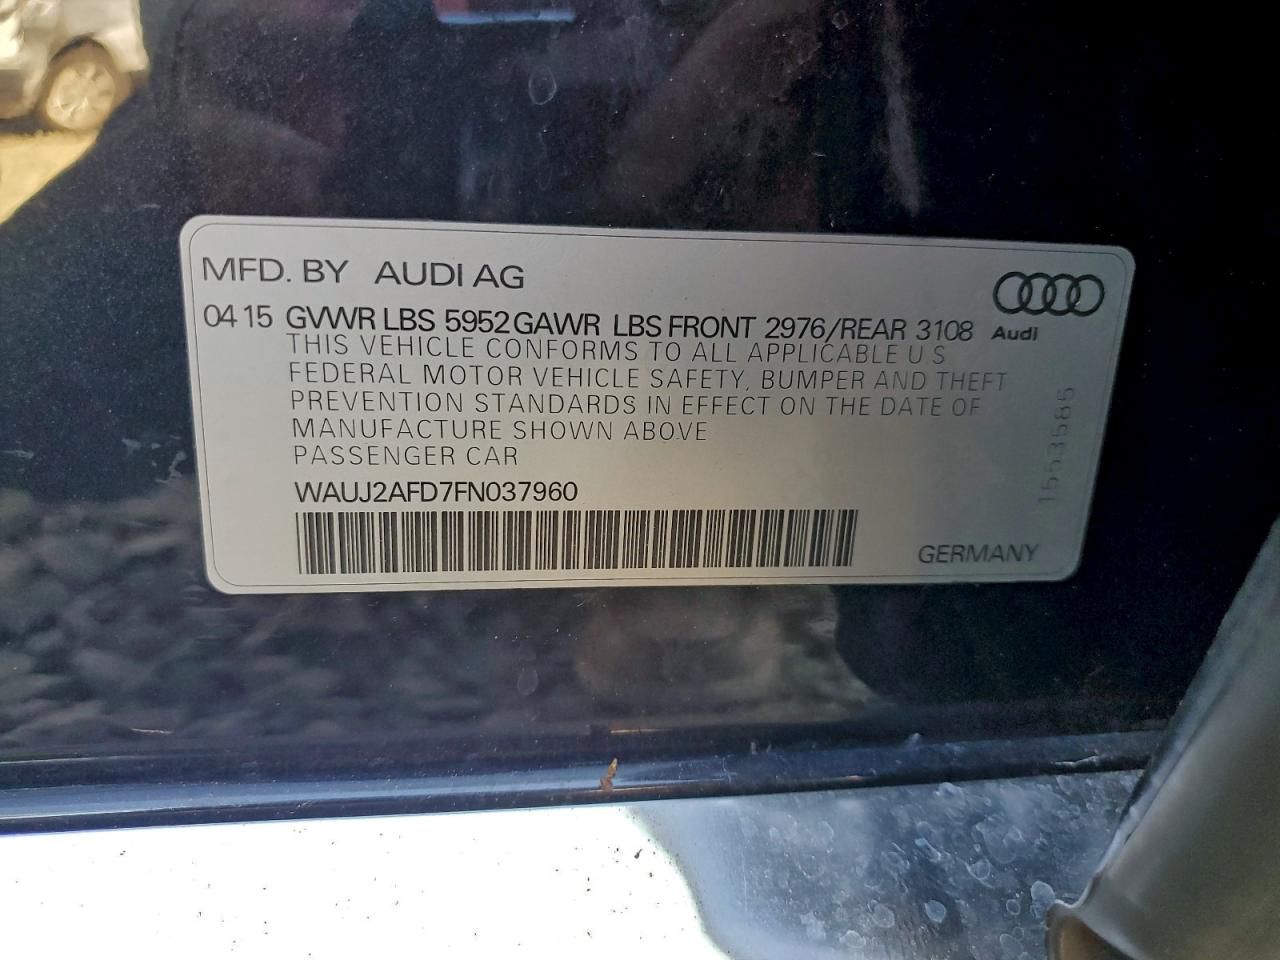 MFD. BY AUDI AG
04 15 GVWR LBS 5952 GAWR LBS FRONT 2976/REAR 3108
Audi
THIS VEHICLE CONFORMS TO ALL APPLICABLE U S
FEDERAL MOTOR VEHICLE SAFETY, BUMPER AND THEFT
PREVENTION STANDARDS IN EFFECT ON THE DATE OF
MANUFACTURE SHOWN ABOVE
PASSENGER CAR
WAUJ2AFD7FN037960
GERMANY
1553585